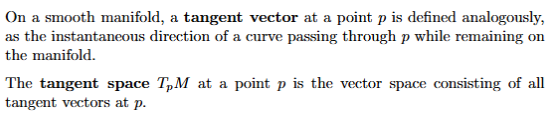 On a smooth manifold, a tangent vector at a point p is defined analogously,
as the instantaneous direction of a curve passing through p while remaining on
the manifold.
The tangent space TₚM at a point p is the vector space consisting of all
tangent vectors at p.